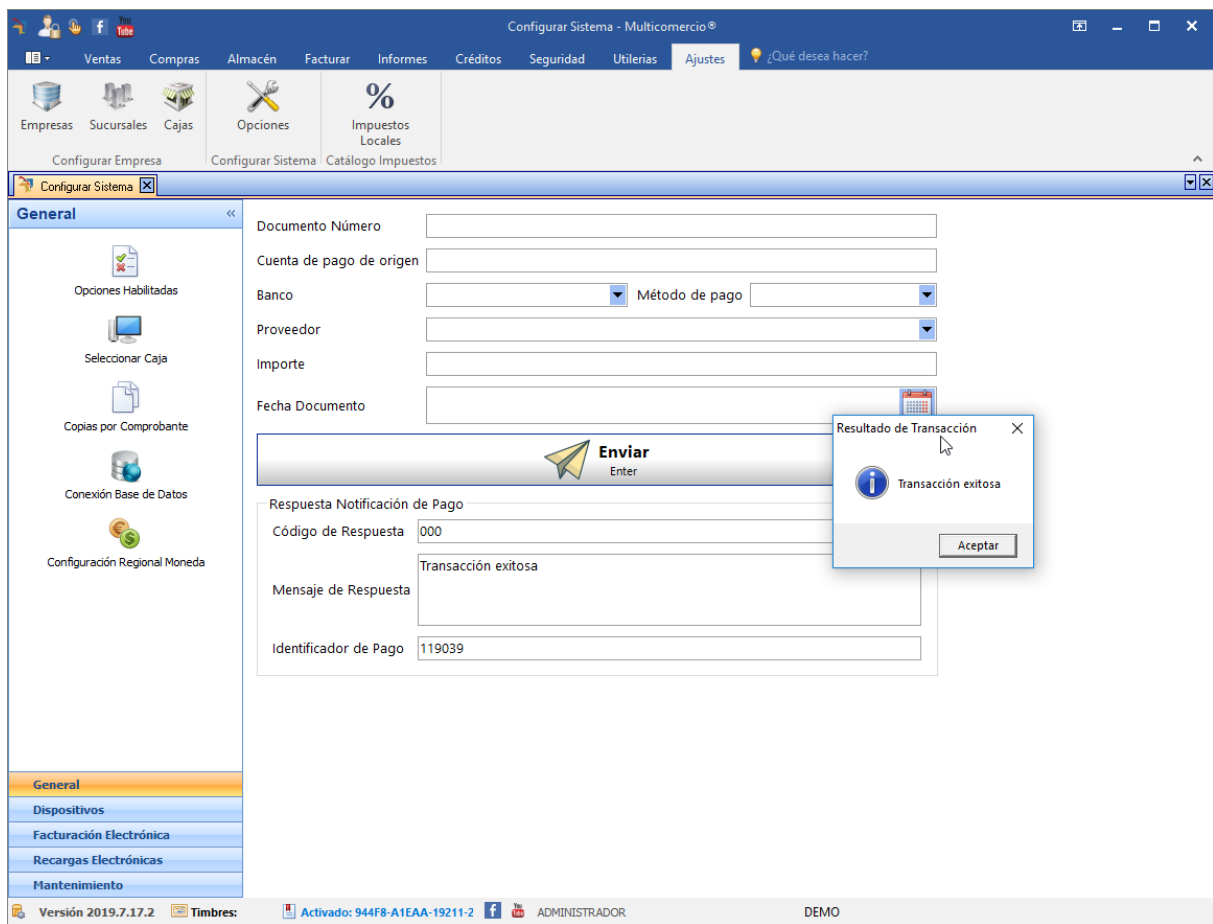 You
Tube
Configurar Sistema - Multicomercio®
Ventas Compras Almacén Facturar Informes Créditos Seguridad Utilerias Ajustes ¿Qué desea hacer?
Empresas Sucursales Cajas Opciones Impuestos
Locales
Configurar Empresa Configurar Sistema Catálogo Impuestos
Configurar Sistema
General
Opciones Habilitadas
Seleccionar Caja
Copias por Comprobante
Conexión Base de Datos
Configuración Regional Moneda
General
Dispositivos
Facturación Electrónica
Recargas Electrónicas
Mantenimiento
Documento Número
Cuenta de pago de origen
Banco Método de pago
Proveedor
Importe
Fecha Documento
Enviar
Enter
Respuesta Notificación de Pago
Código de Respuesta 000
Mensaje de Respuesta Transacción exitosa
Identificador de Pago 119039
Resultado de Transacción
Transacción exitosa
Aceptar
Versión 2019.7.17.2 Timbres: Activado: 944F8-A1EAA-19211-2 ADMINISTRADOR DEMO